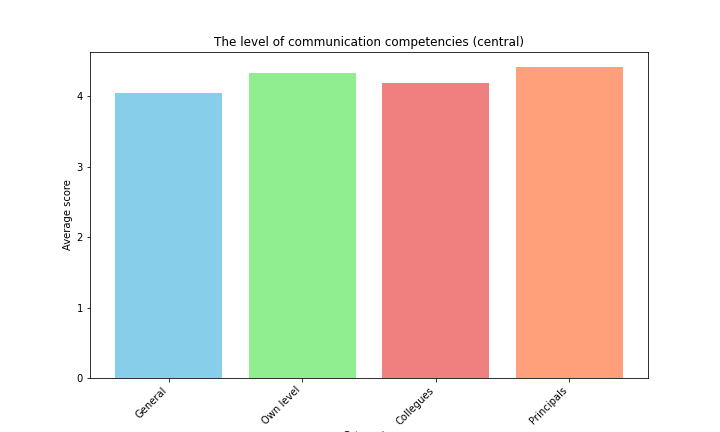 The level of communication competencies (central)
Average score
4
3
2
1
0
General
Own level
Collegues
Principals